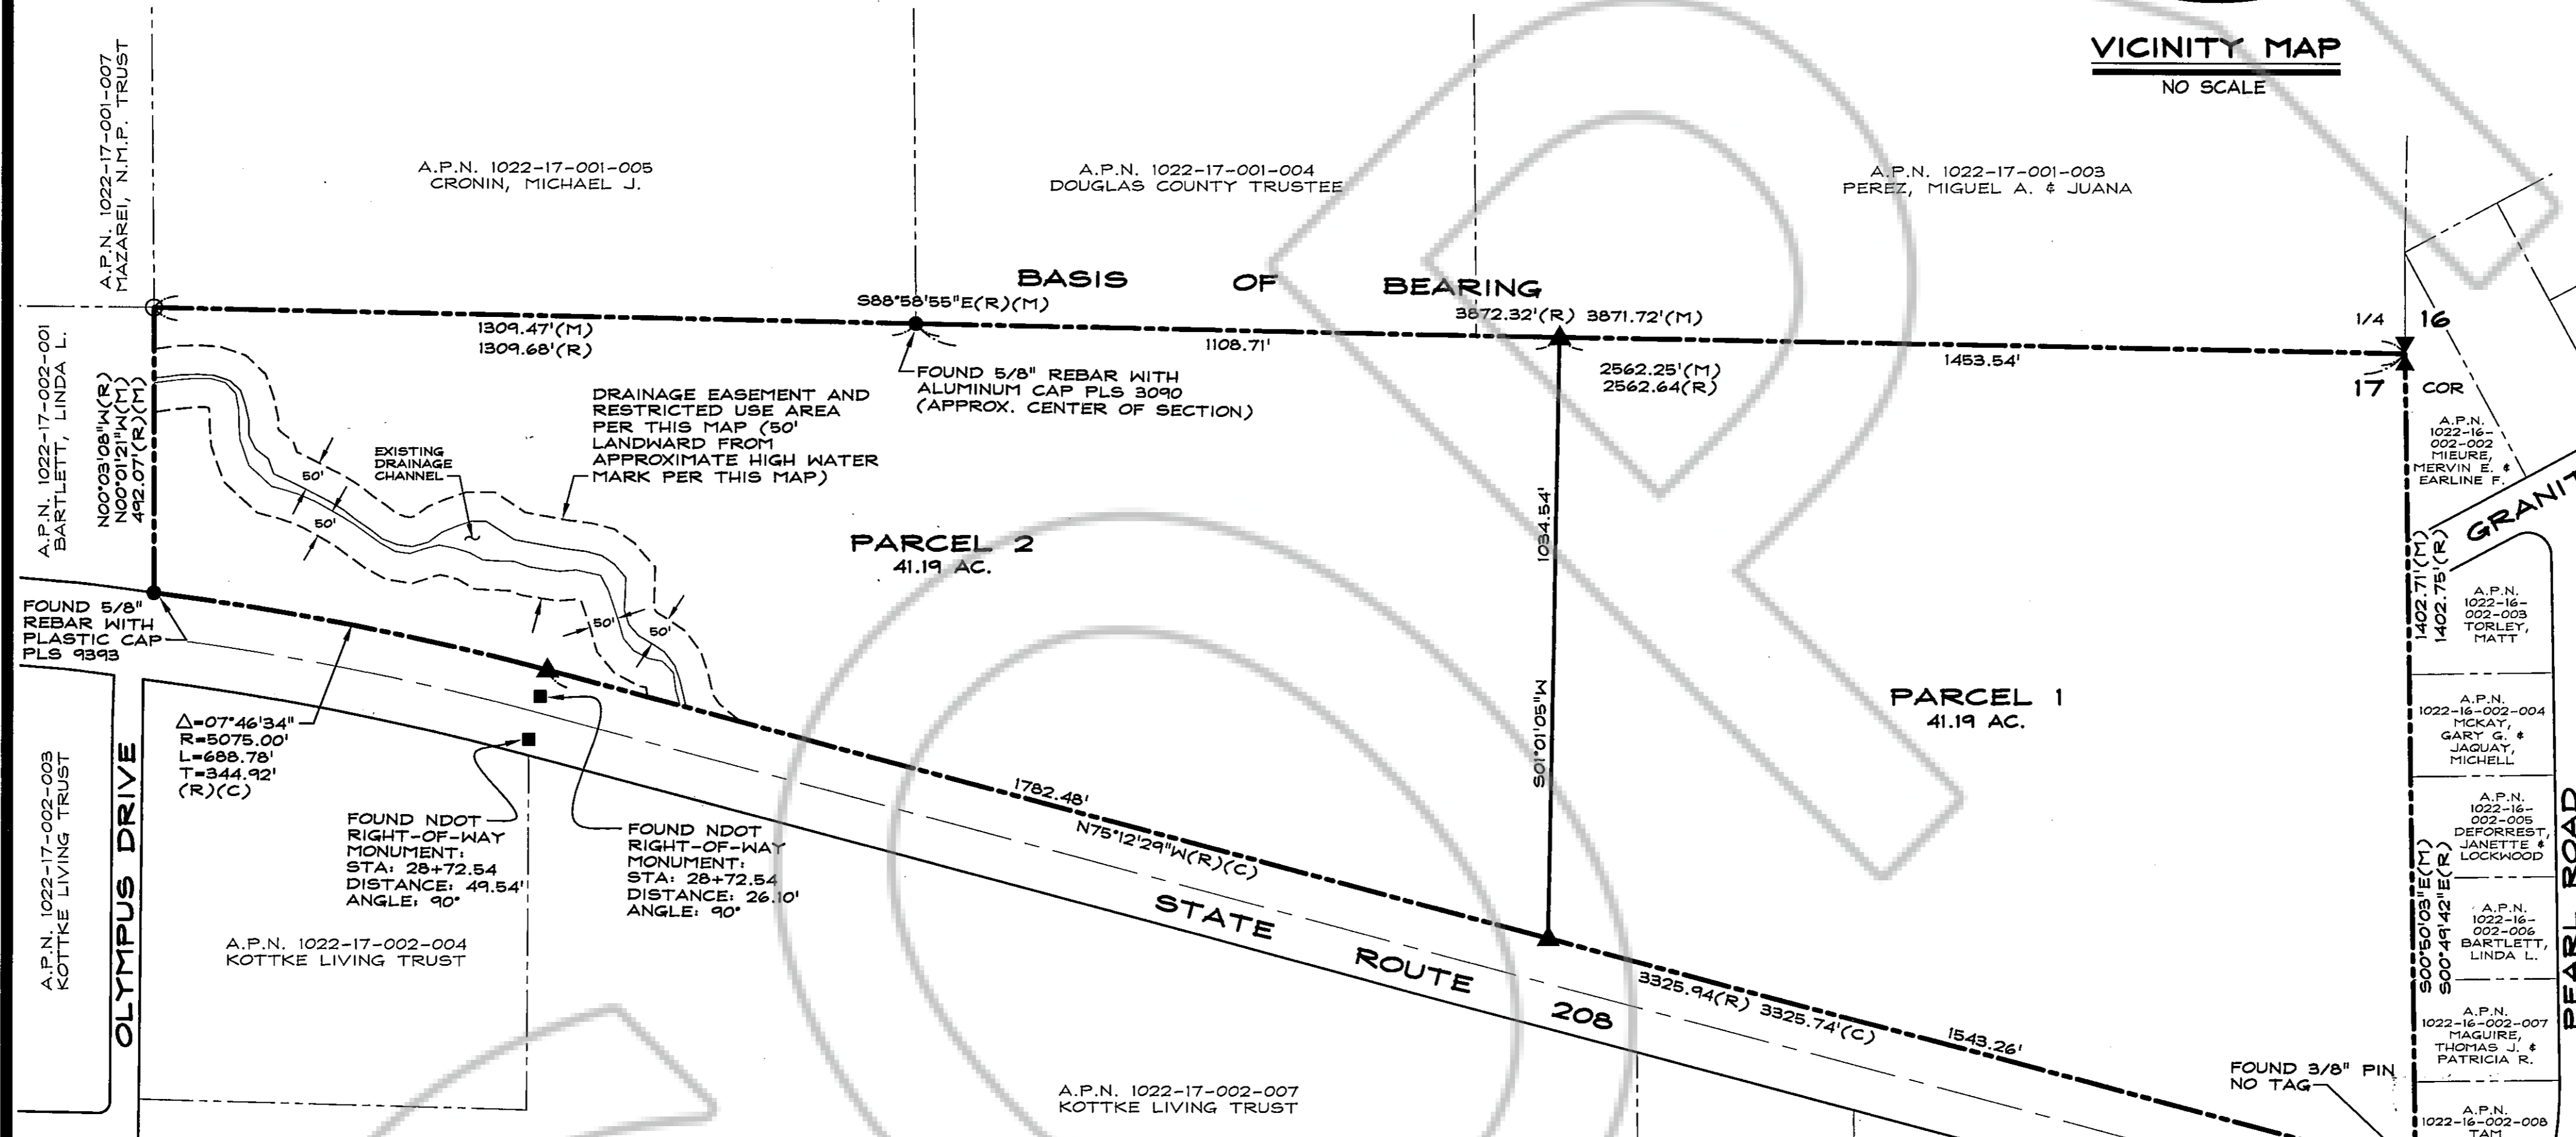 VICINITY MAP
NO SCALE
A.P.N. 1022-17-001-007
MAZAREI, N.M.P. TRUST
A.P.N. 1022-17-001-005
CRONIN, MICHAEL J.
A.P.N. 1022-17-001-004
DOUGLAS COUNTY TRUSTEE
A.P.N. 1022-17-001-003
PEREZ, MIGUEL A. & JUANA
BASIS OF BEARING
S88°58'55"E(R)(M)
3872.32'(R) 3871.72'(M)
1309.47'(M)
1309.68'(R)
1108.71'
1453.54'
2562.25'(M)
2562.64(R)
1/4
16
17
COR
FOUND 5/8" REBAR WITH
ALUMINUM CAP PLS 3090
(APPROX. CENTER OF SECTION)
A.P.N. 1022-17-002-001
BARTLETT, LINDA L.
N00°03'08"W(R)
N00°01'21"W(M)
492.07'(R)(M)
DRAINAGE EASEMENT AND
RESTRICTED USE AREA
PER THIS MAP (50'
LANDWARD FROM
APPROXIMATE HIGH WATER
MARK PER THIS MAP)
EXISTING
DRAINAGE
CHANNEL
50'
50'
50'
50'
PARCEL 2
41.19 AC.
1034.54'
S01°01'05"W
PARCEL 1
41.19 AC.
A.P.N.
1022-16-
002-002
MIEURE,
MERVIN E. &
EARLINE F.
GRANIT
1402.71'(M)
1402.75'(R)
A.P.N.
1022-16-
002-003
TORLEY,
MATT
A.P.N.
1022-16-002-004
MCKAY,
GARY G. &
JAQUAY,
MICHELL
A.P.N.
1022-16-
002-005
DEFORREST,
JANETTE &
LOCKWOOD
S00°50'03"E(M)
S00°49'42"E(R)
A.P.N.
1022-16-
002-006
BARTLETT,
LINDA L.
A.P.N.
1022-16-002-007
MAGUIRE,
THOMAS J. &
PATRICIA R.
A.P.N.
1022-16-002-008
TAM
PEARL ROAD
FOUND 5/8"
REBAR WITH
PLASTIC CAP
PLS 9393
Δ=07°46'34"
R=5075.00'
L=688.78'
T=344.92'
(R)(C)
OLYMPUS DRIVE
A.P.N. 1022-17-002-003
KOTTKE LIVING TRUST
FOUND NDOT
RIGHT-OF-WAY
MONUMENT:
STA: 28+72.54
DISTANCE: 49.54'
ANGLE: 90°
FOUND NDOT
RIGHT-OF-WAY
MONUMENT:
STA: 28+72.54
DISTANCE: 26.10'
ANGLE: 90°
A.P.N. 1022-17-002-004
KOTTKE LIVING TRUST
1782.48'
N75°12'29"W(R)(C)
STATE ROUTE 208
3325.94(R) 3325.74'(C)
1543.26'
A.P.N. 1022-17-002-007
KOTTKE LIVING TRUST
FOUND 3/8" PIN
NO TAG